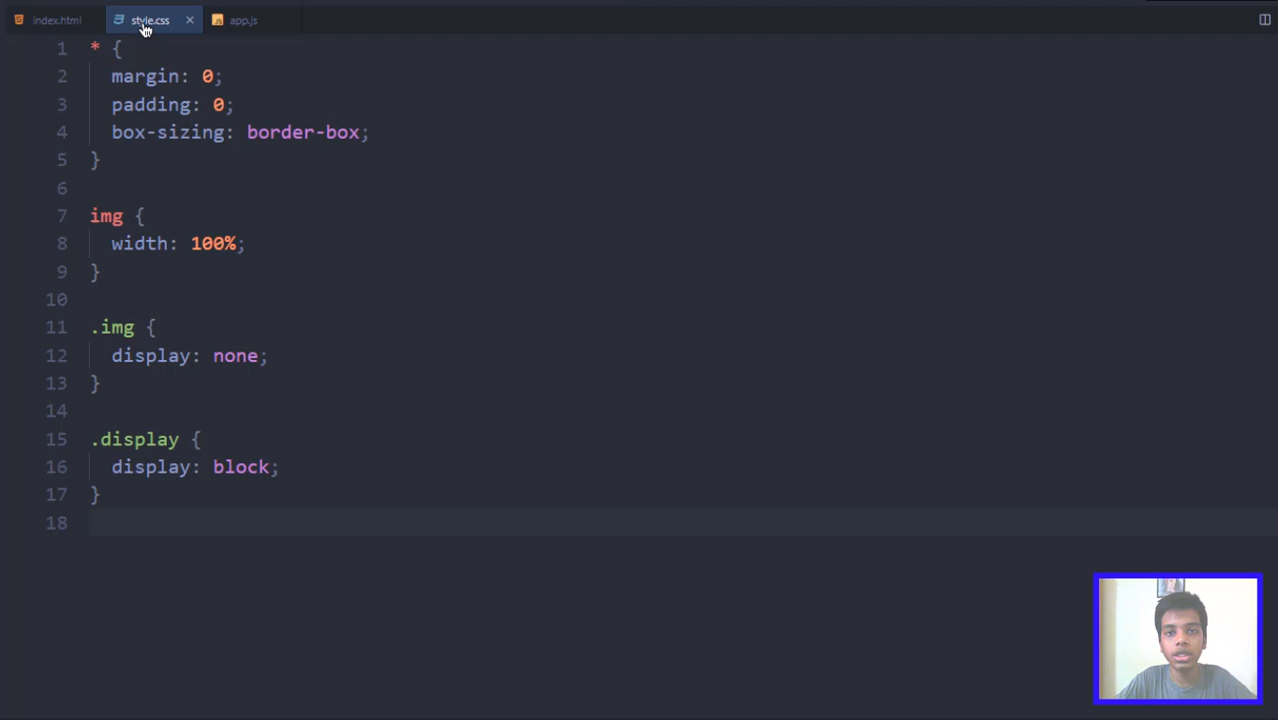 index.html style.css × app.js
1 * {
2 margin: 0;
3 padding: 0;
4 box-sizing: border-box;
5 }
6
7 img {
8 width: 100%;
9 }
10
11 .img {
12 display: none;
13 }
14
15 .display {
16 display: block;
17 }
18